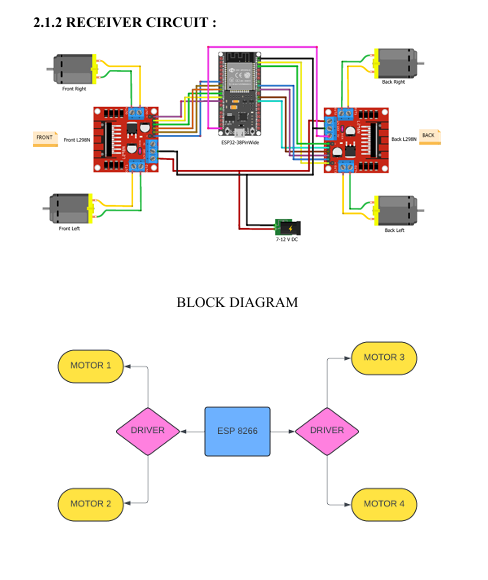 2.1.2 RECEIVER CIRCUIT :
Front Right
Back Right
FRONT
Front L298N
ESP32-38PinWide
Back L298N
BACK
Front Left
Back Left
7-12 V DC
BLOCK DIAGRAM
MOTOR 1
MOTOR 3
DRIVER
ESP 8266
DRIVER
MOTOR 2
MOTOR 4